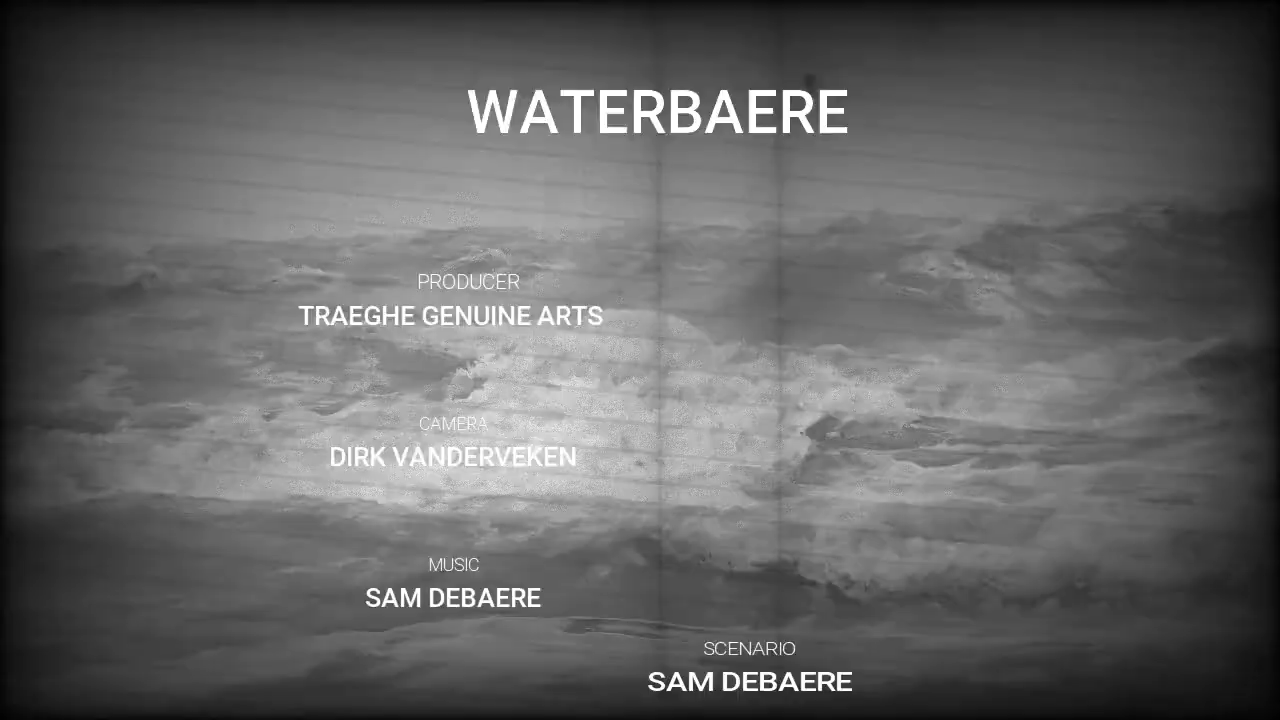 WATERBAERE
PRODUCER
TRAEGHE GENUINE ARTS
CAMERA
DIRK VANDERVEKEN
MUSIC
SAM DEBAERE
SCENARIO
SAM DEBAERE